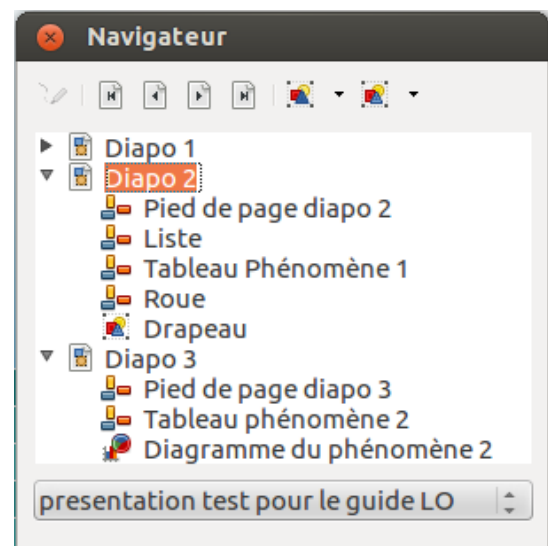 Navigateur
Diapo 1
Diapo 2
Pied de page diapo 2
Liste
Tableau Phénomène 1
Roue
Drapeau
Diapo 3
Pied de page diapo 3
Tableau phénomène 2
Diagramme du phénomène 2
presentation test pour le guide LO